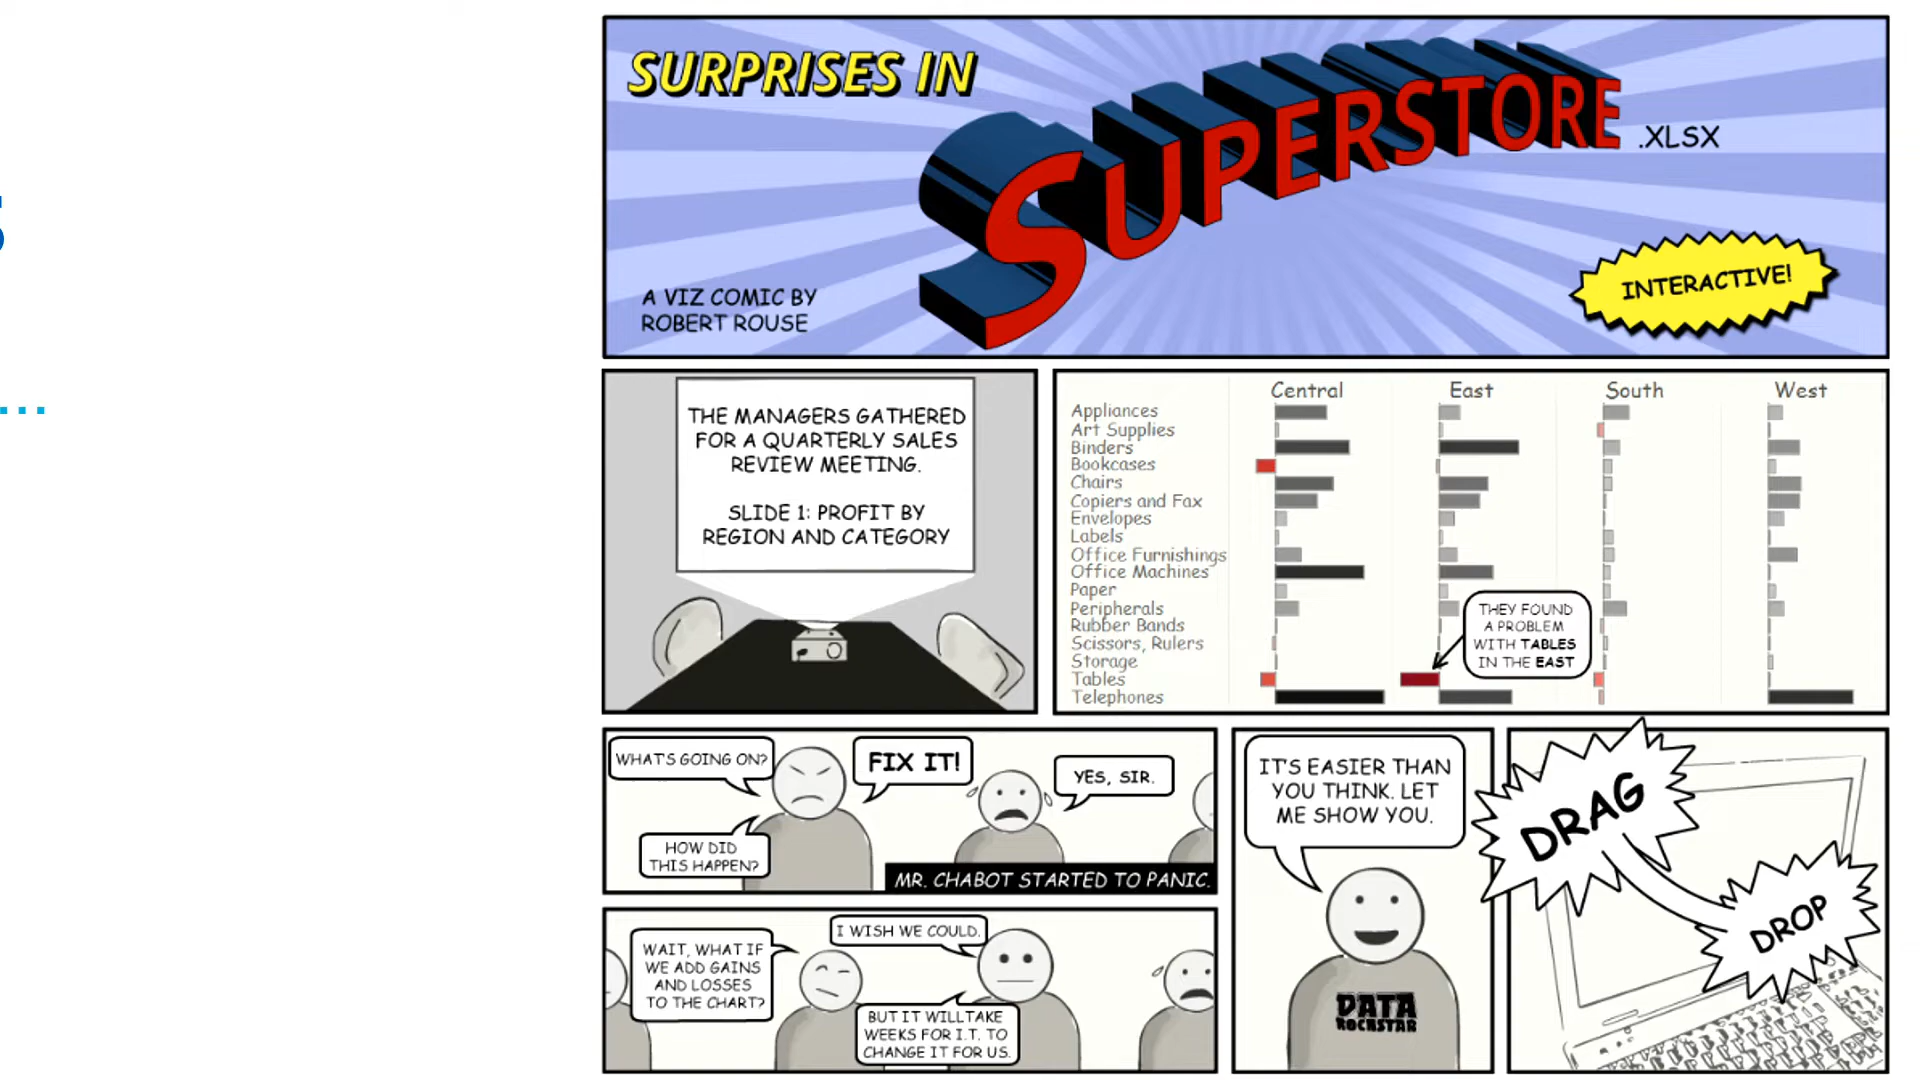 ...
SURPRISES IN
SUPERSTORE
.XLSX
A VIZ COMIC BY
ROBERT ROUSE
INTERACTIVE!
THE MANAGERS GATHERED
FOR A QUARTERLY SALES
REVIEW MEETING.
SLIDE 1: PROFIT BY
REGION AND CATEGORY
Central East South West
Appliances
Art Supplies
Binders
Bookcases
Chairs
Copiers and Fax
Envelopes
Labels
Office Furnishings
Office Machines
Paper
Peripherals
Rubber Bands
Scissors, Rulers
Storage
Tables
Telephones
THEY FOUND
A PROBLEM
WITH TABLES
IN THE EAST
WHAT'S GOING ON?
HOW DID
THIS HAPPEN?
FIX IT!
YES, SIR.
MR. CHABOT STARTED TO PANIC.
WAIT, WHAT IF
WE ADD GAINS
AND LOSSES
TO THE CHART?
I WISH WE COULD.
BUT IT WILLTAKE
WEEKS FOR I.T. TO
CHANGE IT FOR US.
IT'S EASIER THAN
YOU THINK. LET
ME SHOW YOU.
DATA
ROCKSTAR
DRAG
DROP